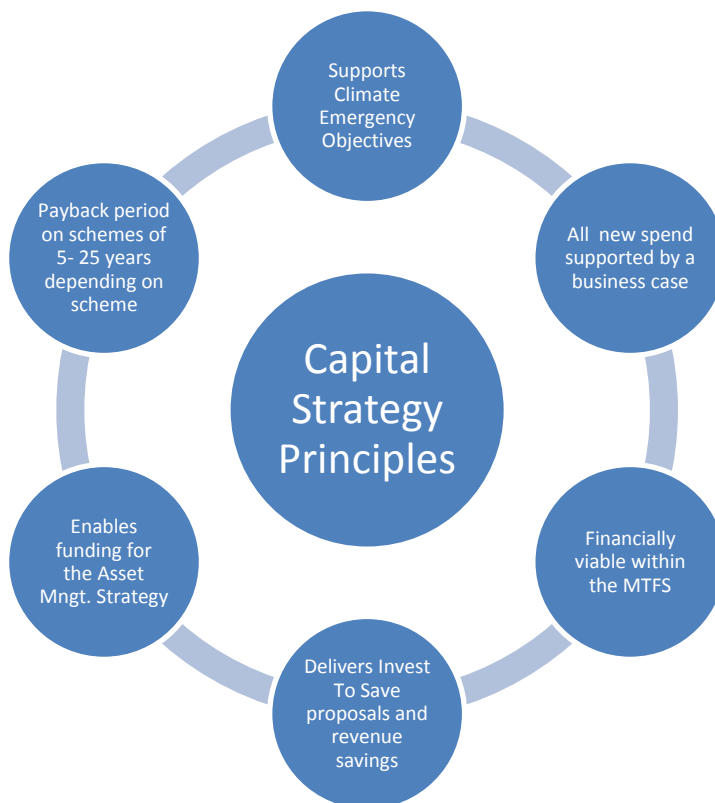 Supports
Climate
Emergency
Objectives
All new spend
supported by a
business case
Financially
viable within
the MTFS
Delivers Invest
To Save
proposals and
revenue
savings
Enables
funding for
the Asset
Mngt. Strategy
Payback period
on schemes of
5- 25 years
depending on
scheme
Capital
Strategy
Principles